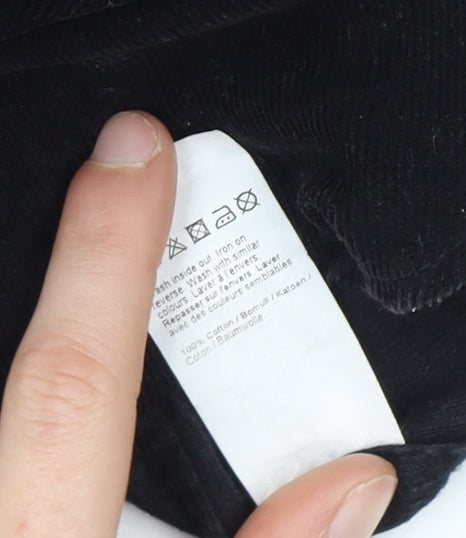 ash inside out. Iron on
everse. Wash with similar
colours. Laver à l'envers.
Repasser sur l'envers. Laver
avec des couleurs semblables
100% Cotton / Bomull / Katoen /
Coton / Baumwolle